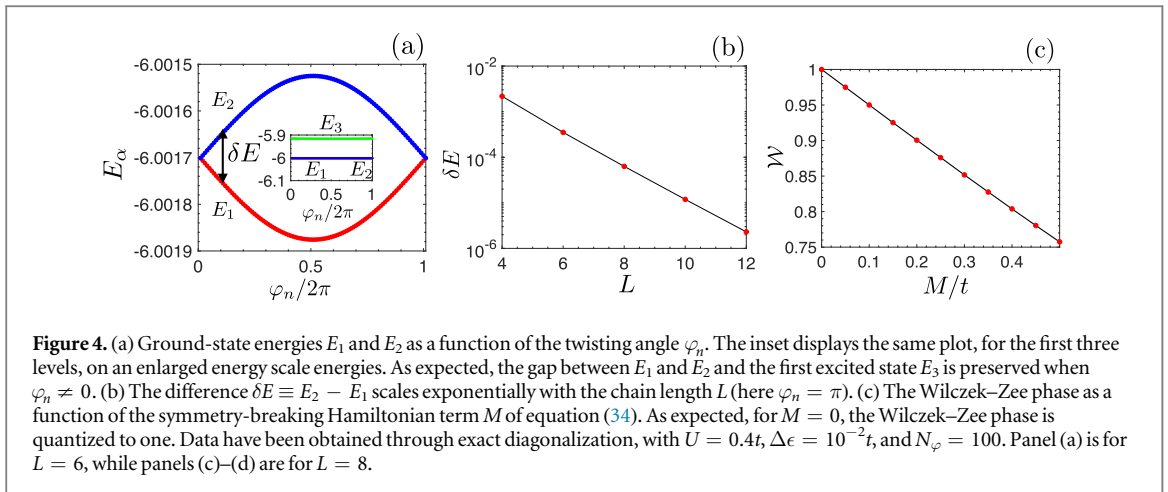 (a)
-6.0015
-6.0016
-6.0017
-6.0018
-6.0019
E_α
E_2
δE
E_1
-5.9
-6
-6.1
E_3
E_1 E_2
0 0.5 1
φ_n/2π
0 0.5 1
φ_n/2π
(b)
10^-2
10^-4
10^-6
δE
4 6 8 10 12
L
(c)
1
0.95
0.9
0.85
0.8
0.75
𝒲
0 0.1 0.2 0.3 0.4
M/t
Figure 4. (a) Ground-state energies E_1 and E_2 as a function of the twisting angle φ_n. The inset displays the same plot, for the first three
levels, on an enlarged energy scale energies. As expected, the gap between E_1 and E_2 and the first excited state E_3 is preserved when
φ_n ≠ 0. (b) The difference δE ≡ E_2 − E_1 scales exponentially with the chain length L (here φ_n = π). (c) The Wilczek–Zee phase as a
function of the symmetry-breaking Hamiltonian term M of equation (34). As expected, for M = 0, the Wilczek–Zee phase is
quantized to one. Data have been obtained through exact diagonalization, with U = 0.4t, Δϵ = 10^-2 t, and N_φ = 100. Panel (a) is for
L = 6, while panels (c)–(d) are for L = 8.